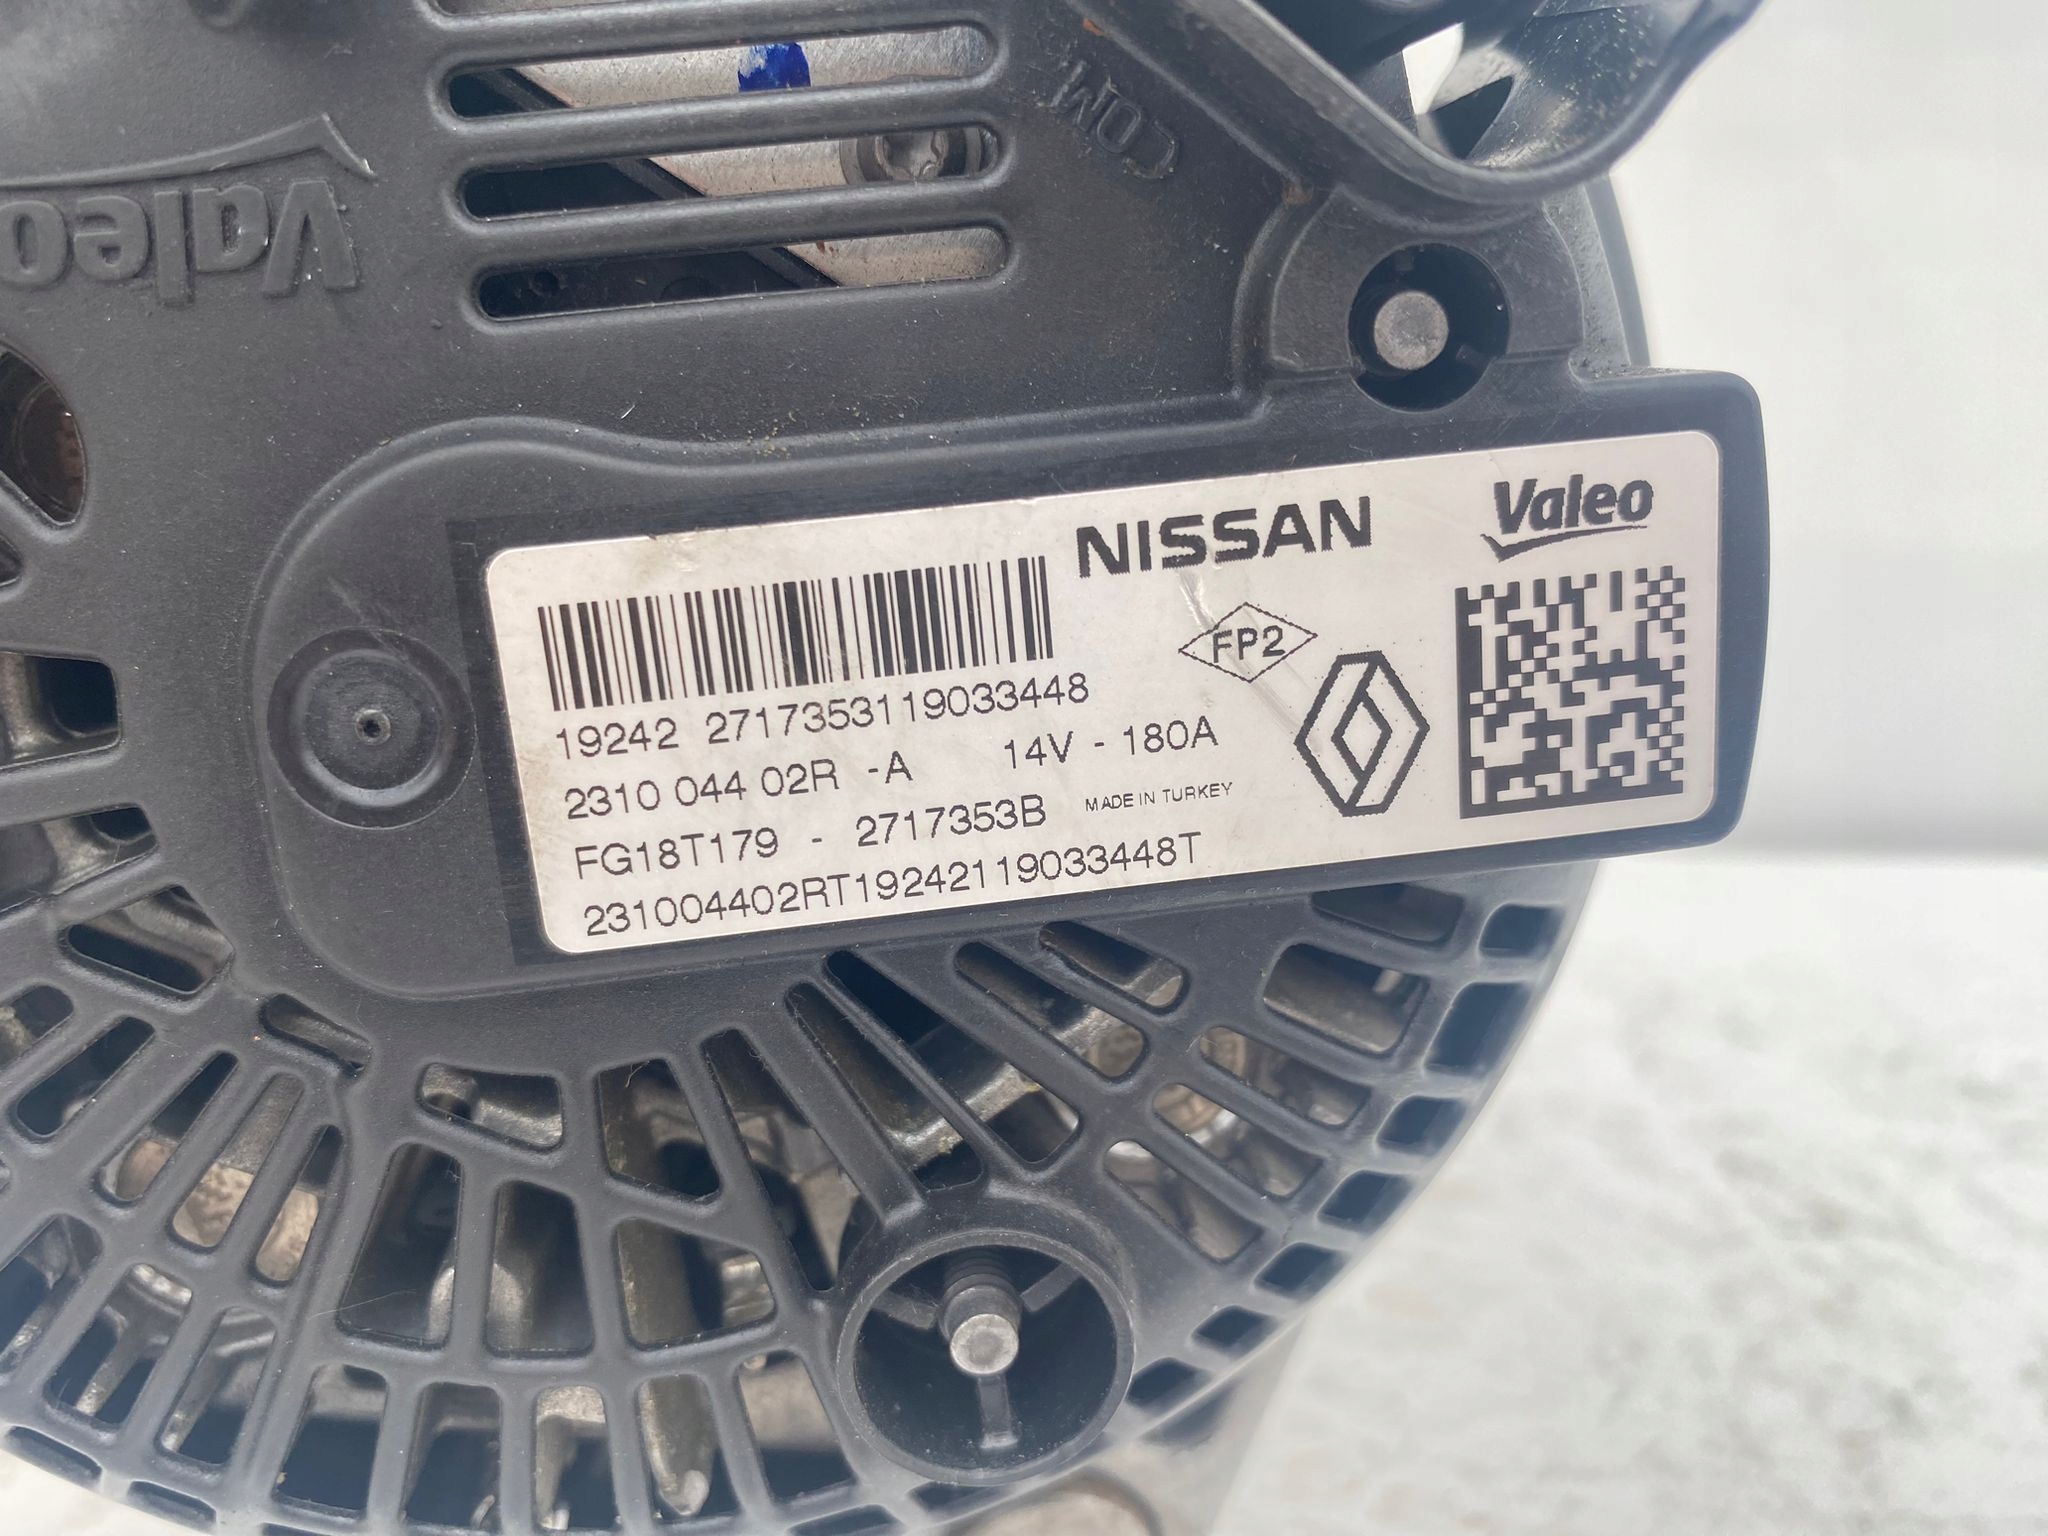 Valeo
COM
NISSAN
Valeo
FP2
19242 2717353119033448
2310 044 02R -A 14V - 180A
FG18T179 - 2717353B MADE IN TURKEY
231004402RT19242119033448T